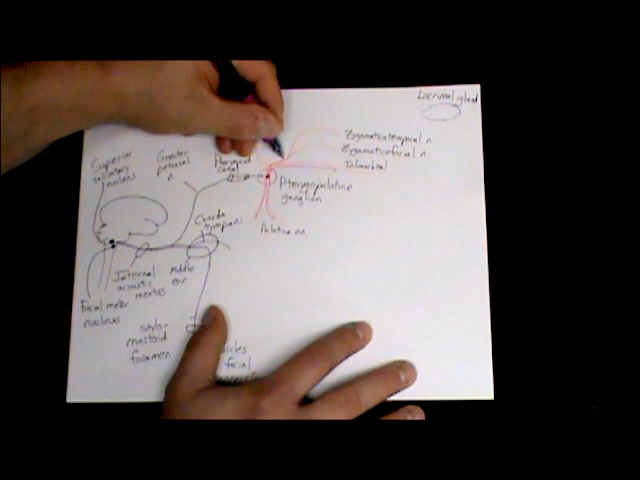 Lacrimal gland
Zygomaticotemporal n
Zygomaticofacial n
Infraorbital
Pterygoid
canal
Greater
petrosal
n
Superior
salivatory
nucleus
Pterygopalatine
ganglion
Palatine nn
Chorda
tympani
Internal
acoustic
meatus
Middle
ear
Facial motor
nucleus
Stylo-
mastoid
foramen
facial